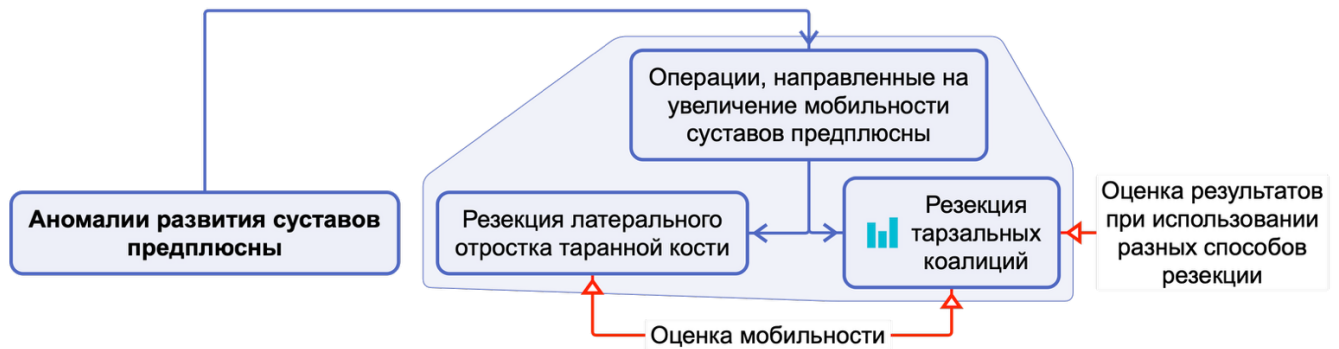 Операции, направленные на
увеличение мобильности
суставов предплюсны
Аномалии развития суставов
предплюсны
Резекция латерального
отростка таранной кости
Резекция
тарзальных
коалиций
Оценка результатов
при использовании
разных способов
резекции
Оценка мобильности